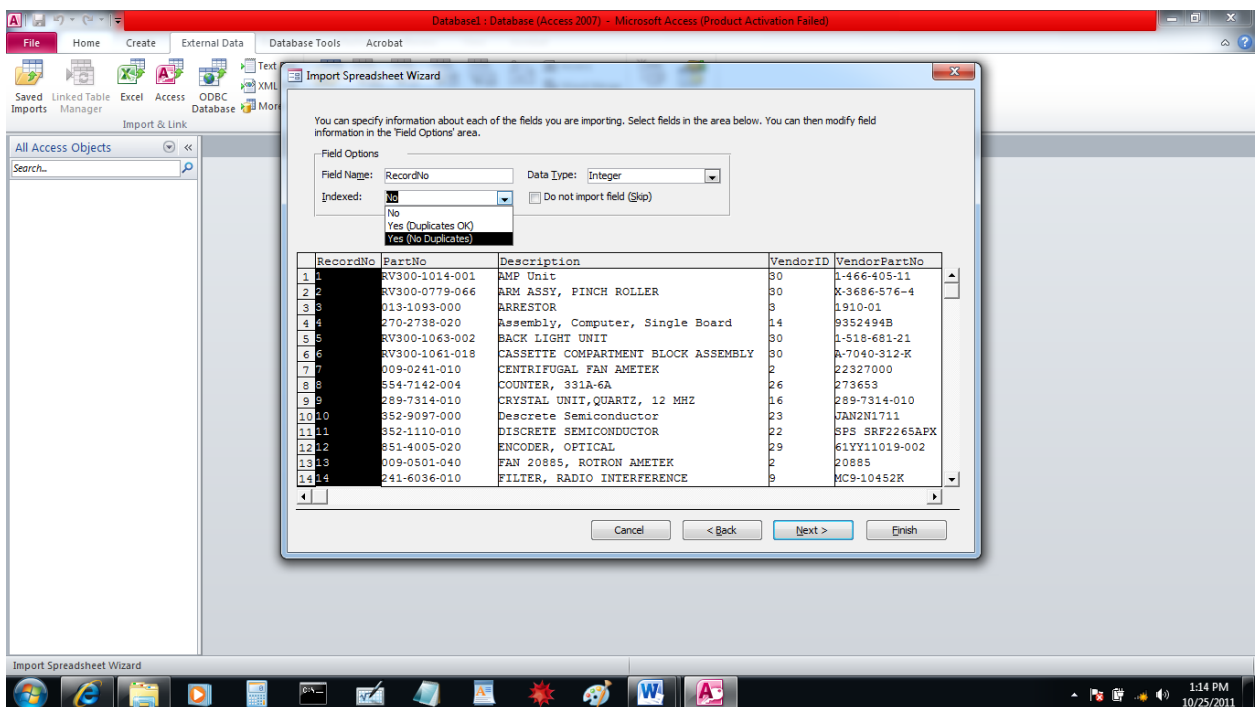 Database1 : Database (Access 2007) - Microsoft Access (Product Activation Failed)
File Home Create External Data Database Tools Acrobat
Saved Imports
Linked Table Manager
Excel
Access
ODBC Database
Text
XML
More
Import & Link
All Access Objects
Search...
Import Spreadsheet Wizard
You can specify information about each of the fields you are importing. Select fields in the area below. You can then modify field
information in the 'Field Options' area.
Field Options
Field Name: RecordNo Data Type: Integer
Indexed: No Do not import field (Skip)
No
Yes (Duplicates OK)
Yes (No Duplicates)
RecordNo PartNo Description VendorID VendorPartNo
1 1 RV300-1014-001 AMP Unit 30 1-466-405-11
2 2 RV300-0779-066 ARM ASSY, PINCH ROLLER 30 X-3686-576-4
3 3 013-1093-000 ARRESTOR 3 1910-01
4 4 270-2738-020 Assembly, Computer, Single Board 14 9352494B
5 5 RV300-1063-002 BACK LIGHT UNIT 30 1-518-681-21
6 6 RV300-1061-018 CASSETTE COMPARTMENT BLOCK ASSEMBLY 30 A-7040-312-K
7 7 009-0241-010 CENTRIFUGAL FAN AMETEK 2 22327000
8 8 554-7142-004 COUNTER, 331A-6A 26 273653
9 9 289-7314-010 CRYSTAL UNIT,QUARTZ, 12 MHZ 16 289-7314-010
10 10 352-9097-000 Descrete Semiconductor 23 JAN2N1711
11 11 352-1110-010 DISCRETE SEMICONDUCTOR 22 SPS SRF2265APX
12 12 851-4005-020 ENCODER, OPTICAL 29 61YY11019-002
13 13 009-0501-040 FAN 20885, ROTRON AMETEK 2 20885
14 14 241-6036-010 FILTER, RADIO INTERFERENCE 9 MC9-10452K
Cancel < Back Next > Finish
Import Spreadsheet Wizard
1:14 PM
10/25/2011